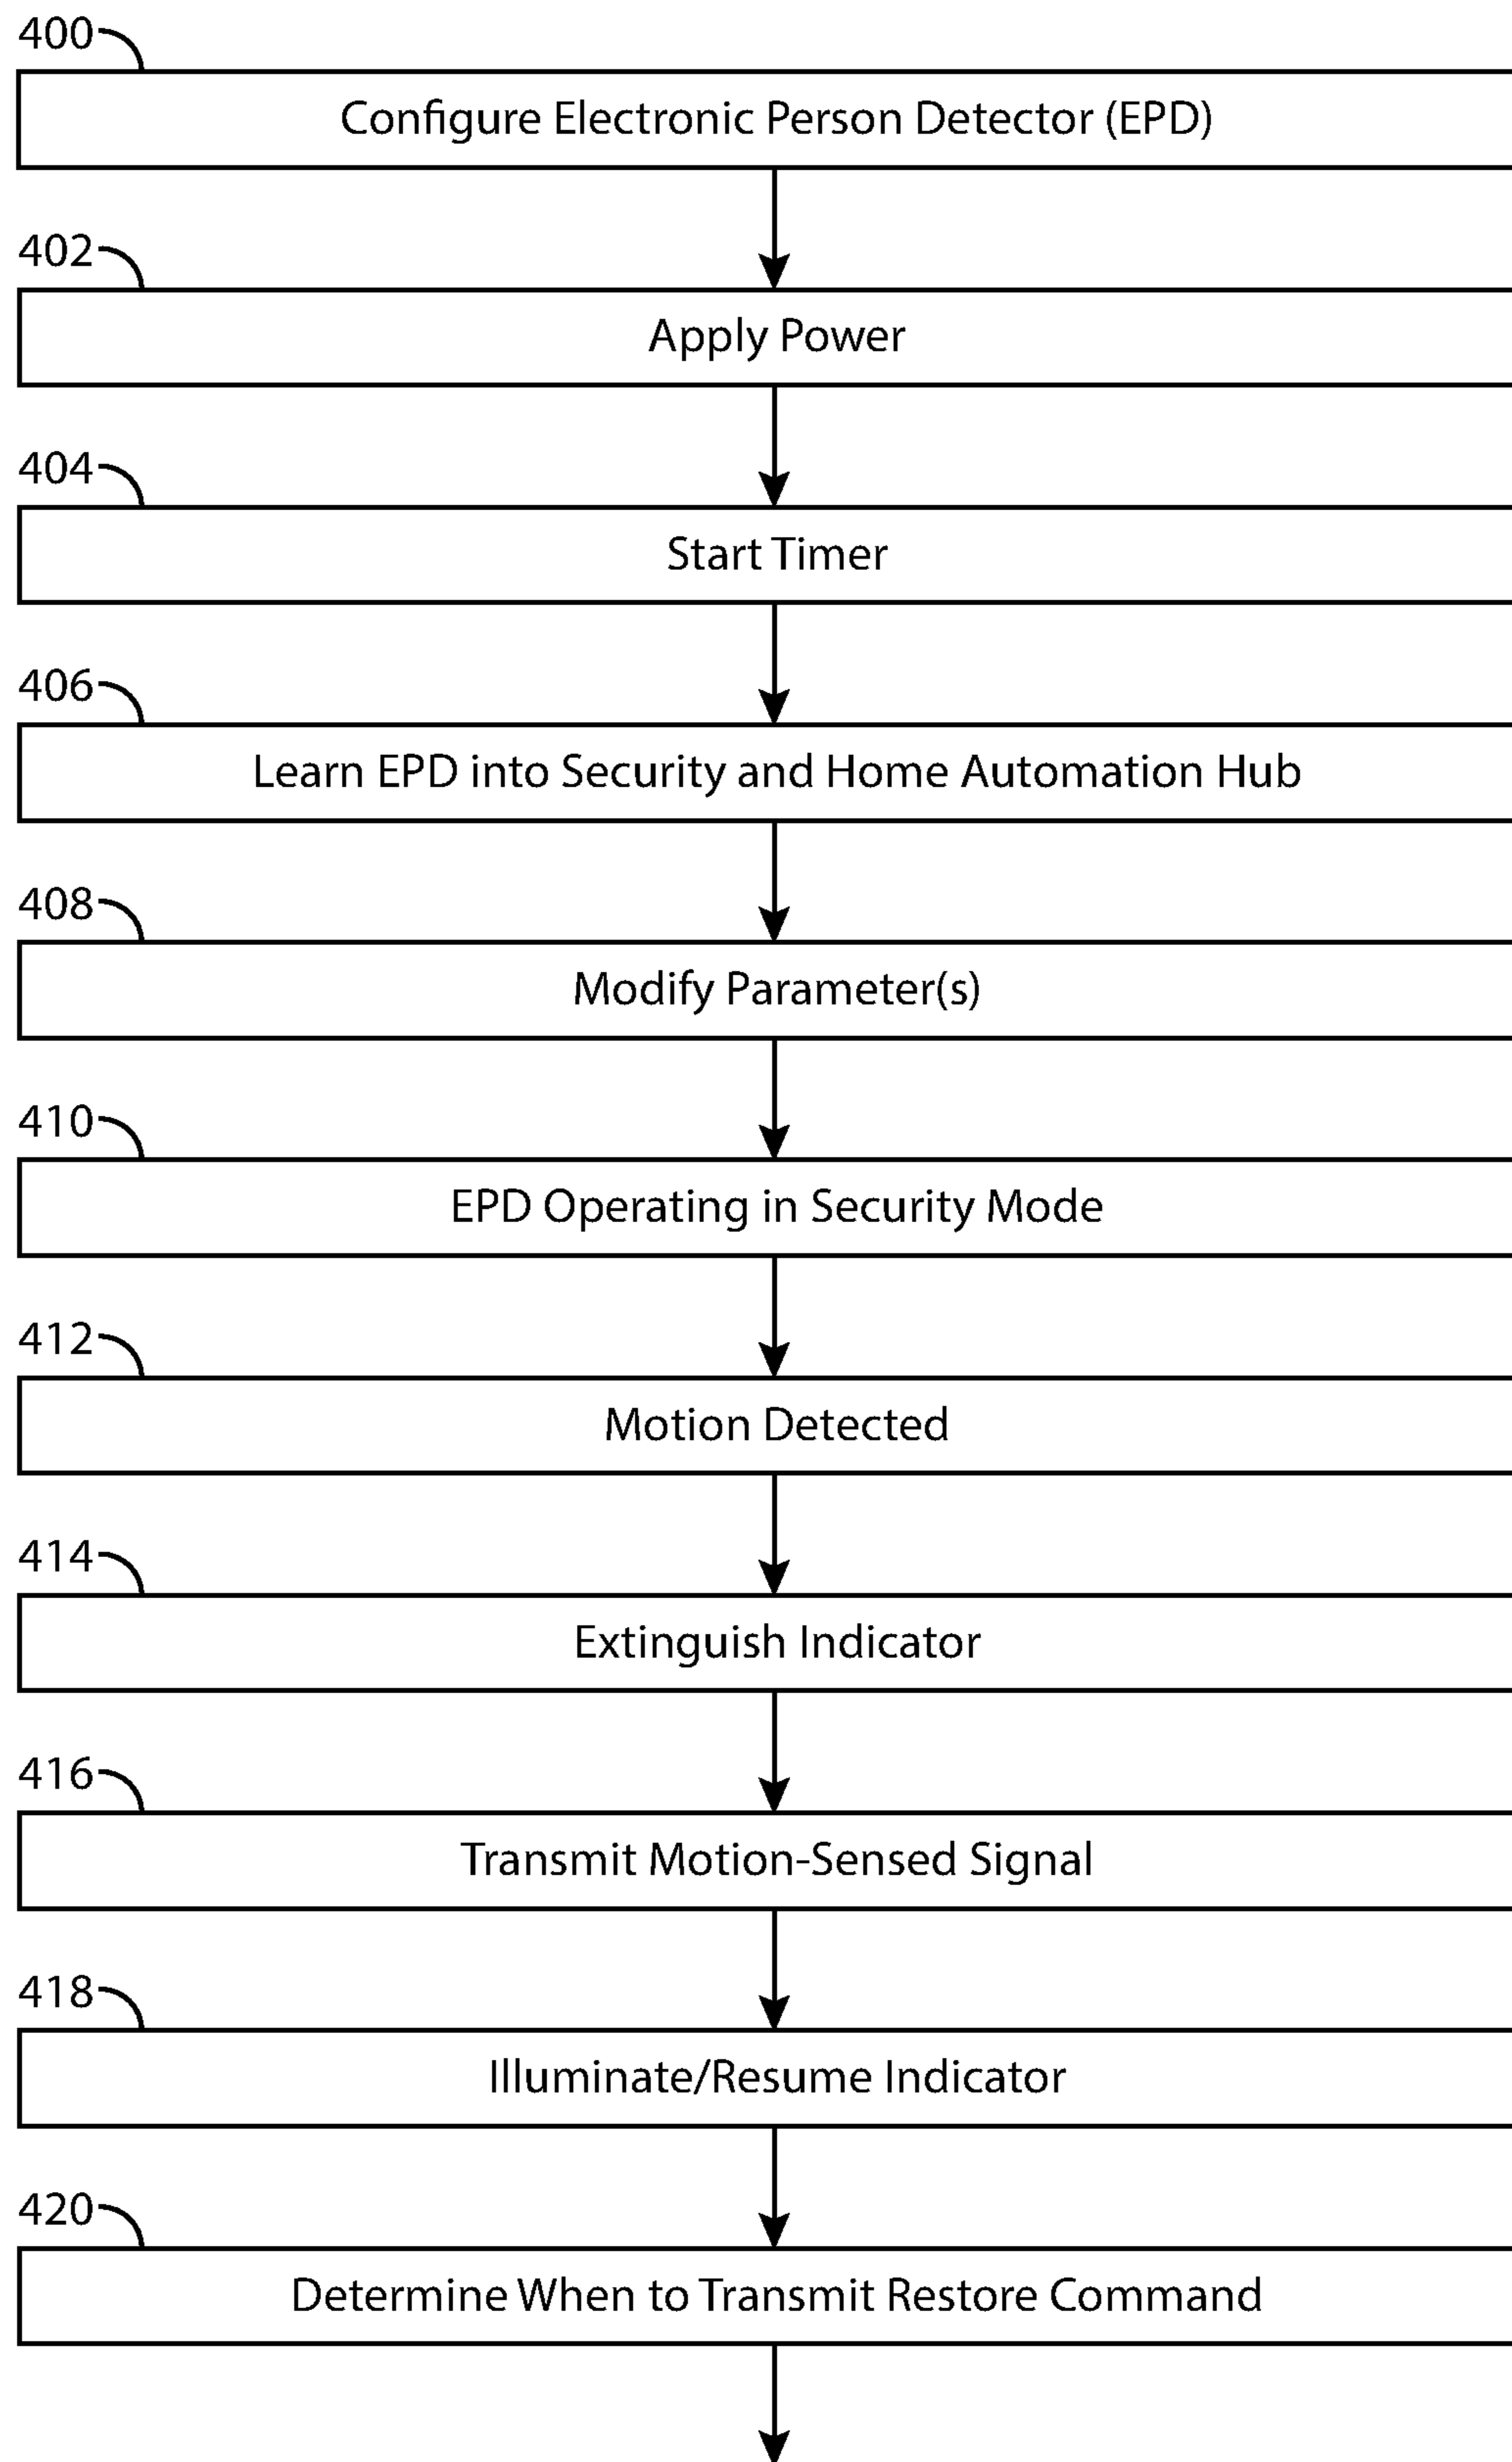 400
Configure Electronic Person Detector (EPD)
402
Apply Power
404
Start Timer
406
Learn EPD into Security and Home Automation Hub
408
Modify Parameter(s)
410
EPD Operating in Security Mode
412
Motion Detected
414
Extinguish Indicator
416
Transmit Motion-Sensed Signal
418
Illuminate/Resume Indicator
420
Determine When to Transmit Restore Command